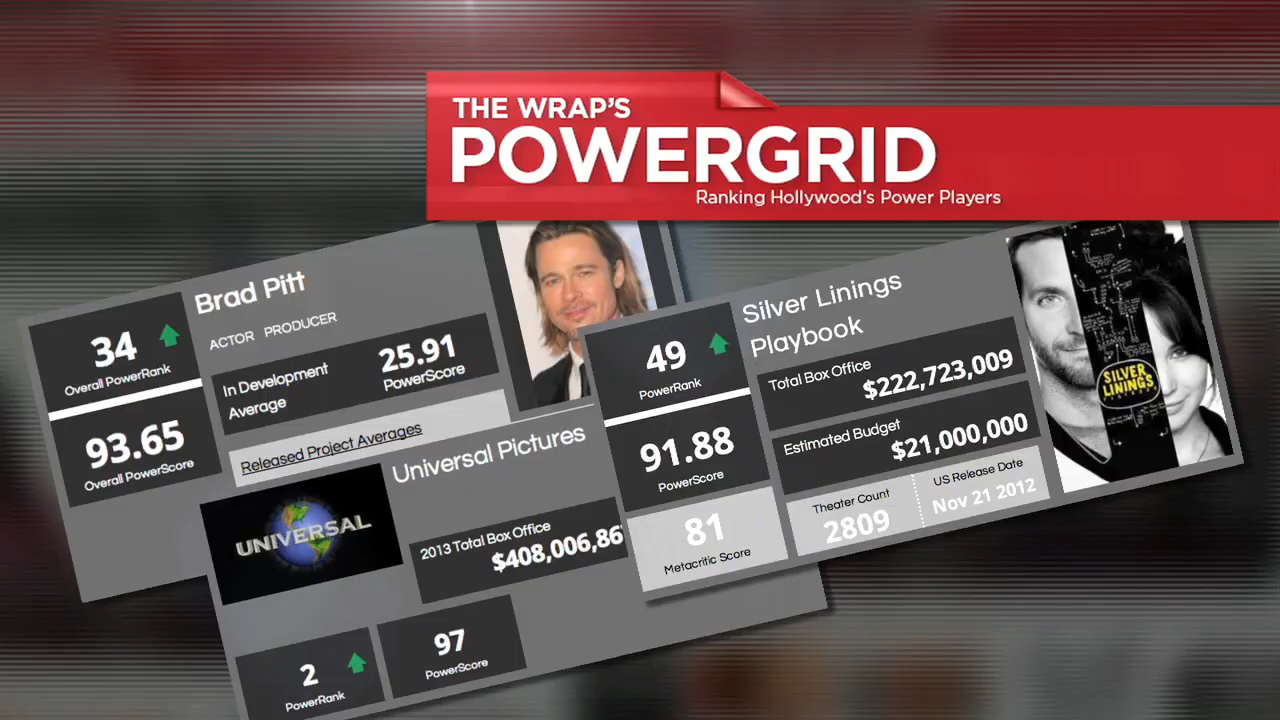 THE WRAP'S
POWERGRID
Ranking Hollywood's Power Players
Brad Pitt
ACTOR PRODUCER
34
Overall PowerRank
93.65
Overall PowerScore
In Development
Average
25.91
PowerScore
Released Project Averages
Universal Pictures
UNIVERSAL
2013 Total Box Office
$408,006,867
2
PowerRank
97
PowerScore
Silver Linings
Playbook
49
PowerRank
91.88
PowerScore
81
Metacritic Score
Total Box Office
$222,723,009
Estimated Budget
$21,000,000
Theater Count
2809
US Release Date
Nov 21 2012
SILVER
LININGS